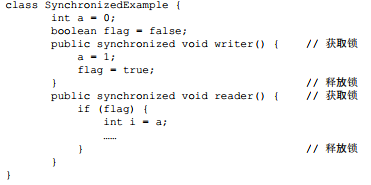 class SynchronizedExample {
int a = 0;
boolean flag = false;
public synchronized void writer() { // 获取锁
a = 1;
flag = true;
} // 释放锁
public synchronized void reader() { // 获取锁
if (flag) {
int i = a;
……
} // 释放锁
}
}